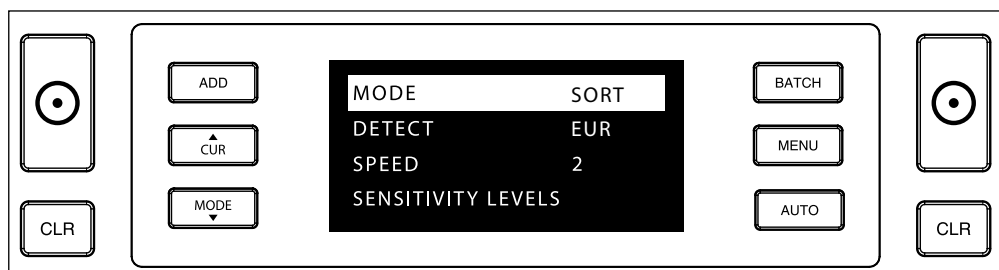 ADD
CUR
MODE
CLR
MODE SORT
DETECT EUR
SPEED 2
SENSITIVITY LEVELS
BATCH
MENU
AUTO
CLR